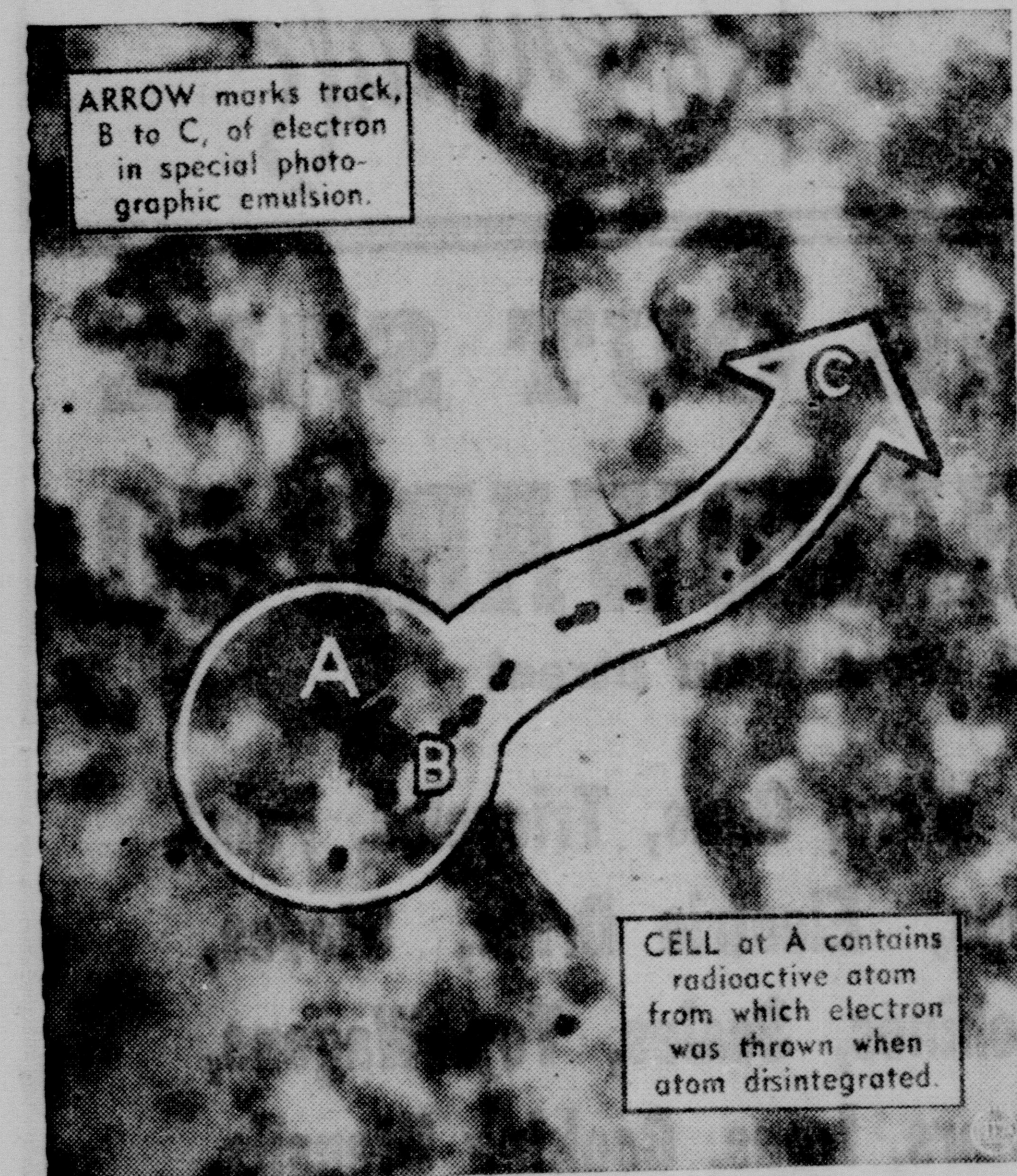 ARROW marks track,
B to C, of electron
in special photo-
graphic emulsion.
C
A
B
CELL at A contains
radioactive atom
from which electron
was thrown when
atom disintegrated.